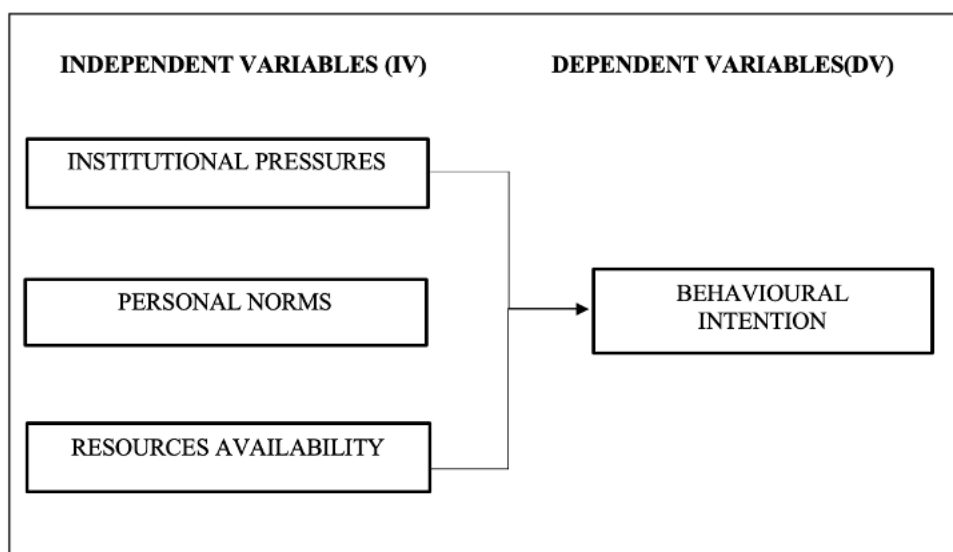 INDEPENDENT VARIABLES (IV)
DEPENDENT VARIABLES(DV)
INSTITUTIONAL PRESSURES
PERSONAL NORMS
BEHAVIOURAL
INTENTION
RESOURCES AVAILABILITY